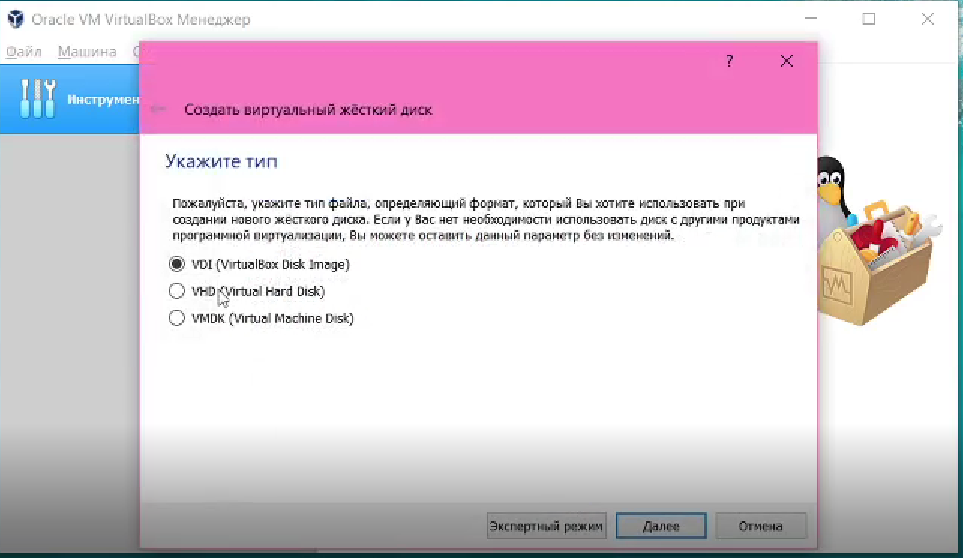 Oracle VM VirtualBox Менеджер
Файл Машина С
Инструмен
?
Создать виртуальный жёсткий диск
Укажите тип
Пожалуйста, укажите тип файла, определяющий формат, который Вы хотите использовать при
создании нового жёсткого диска. Если у Вас нет необходимости использовать диск с другими продуктами
программной виртуализации, Вы можете оставить данный параметр без изменений.
VDI (VirtualBox Disk Image)
VHD (Virtual Hard Disk)
VMDK (Virtual Machine Disk)
Экспертный режим Далее Отмена